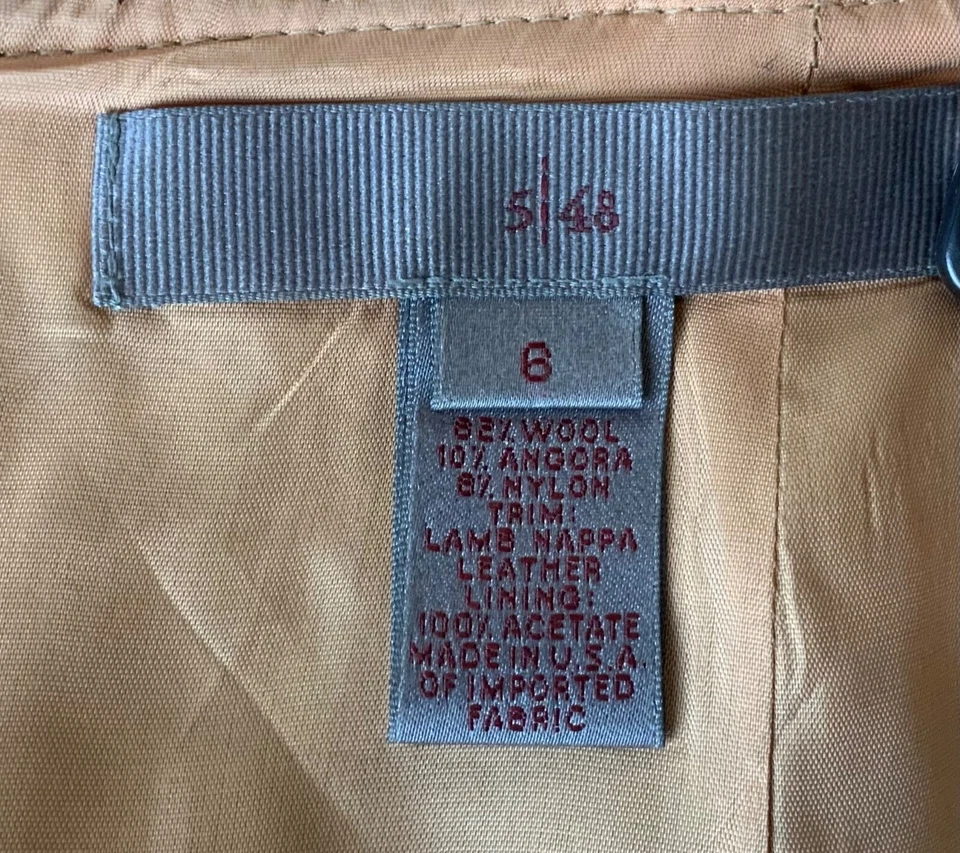 5|48
6
82% WOOL
10% ANGORA
8% NYLON
TRIM:
LAMB NAPPA
LEATHER
LINING:
100% ACETATE
MADE IN U.S.A.
OF IMPORTED
FABRIC